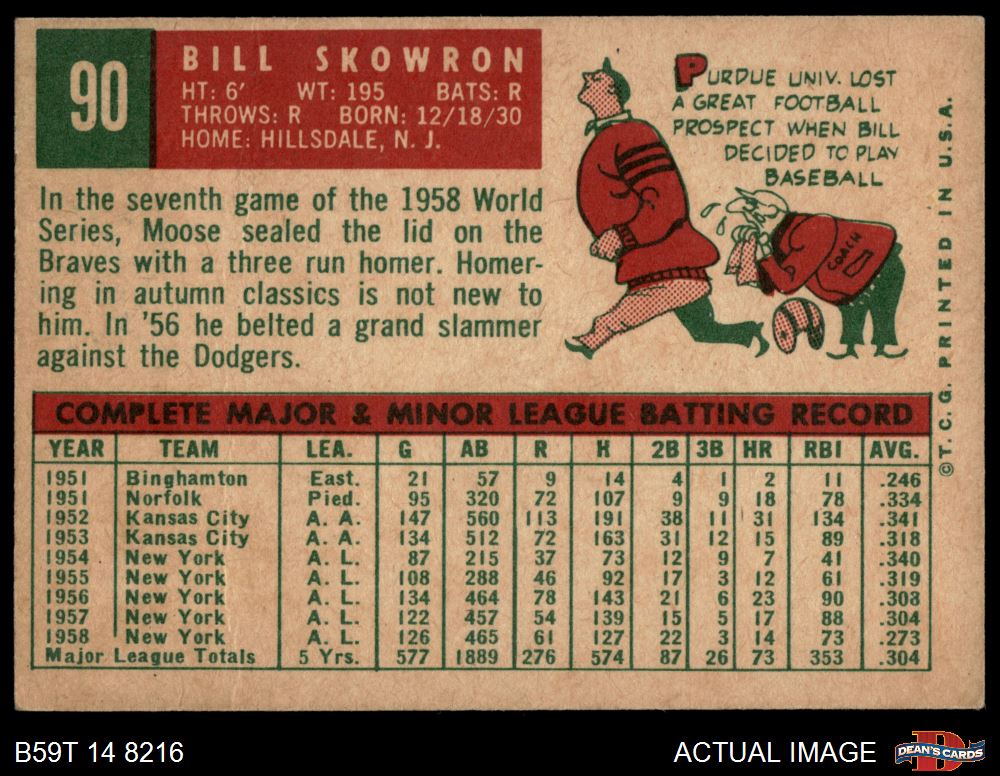 90
BILL SKOWRON
HT: 6' WT: 195 BATS: R
THROWS: R BORN: 12/18/30
HOME: HILLSDALE, N. J.
In the seventh game of the 1958 World
Series, Moose sealed the lid on the
Braves with a three run homer. Homer-
ing in autumn classics is not new to
him. In '56 he belted a grand slammer
against the Dodgers.
PURDUE UNIV. LOST
A GREAT FOOTBALL
PROSPECT WHEN BILL
DECIDED TO PLAY
BASEBALL
COACH
©T. C. G. PRINTED IN U.S.A.
COMPLETE MAJOR & MINOR LEAGUE BATTING RECORD
YEAR TEAM LEA. G AB R H 2B 3B HR RBI AVG.
1951 Binghamton East. 21 57 9 14 4 1 2 11 .246
1951 Norfolk Pied. 95 320 72 107 9 9 18 78 .334
1952 Kansas City A. A. 147 560 113 191 38 11 31 134 .341
1953 Kansas City A. A. 134 512 72 163 31 12 15 89 .318
1954 New York A. L. 87 215 37 73 12 9 7 41 .340
1955 New York A. L. 108 288 46 92 17 3 12 61 .319
1956 New York A. L. 134 464 78 143 21 6 23 90 .308
1957 New York A. L. 122 457 54 139 15 5 17 88 .304
1958 New York A. L. 126 465 61 127 22 3 14 73 .273
Major League Totals 5 Yrs. 577 1889 276 574 87 26 73 353 .304
B59T 14 8216
ACTUAL IMAGE
DEAN'S CARDS